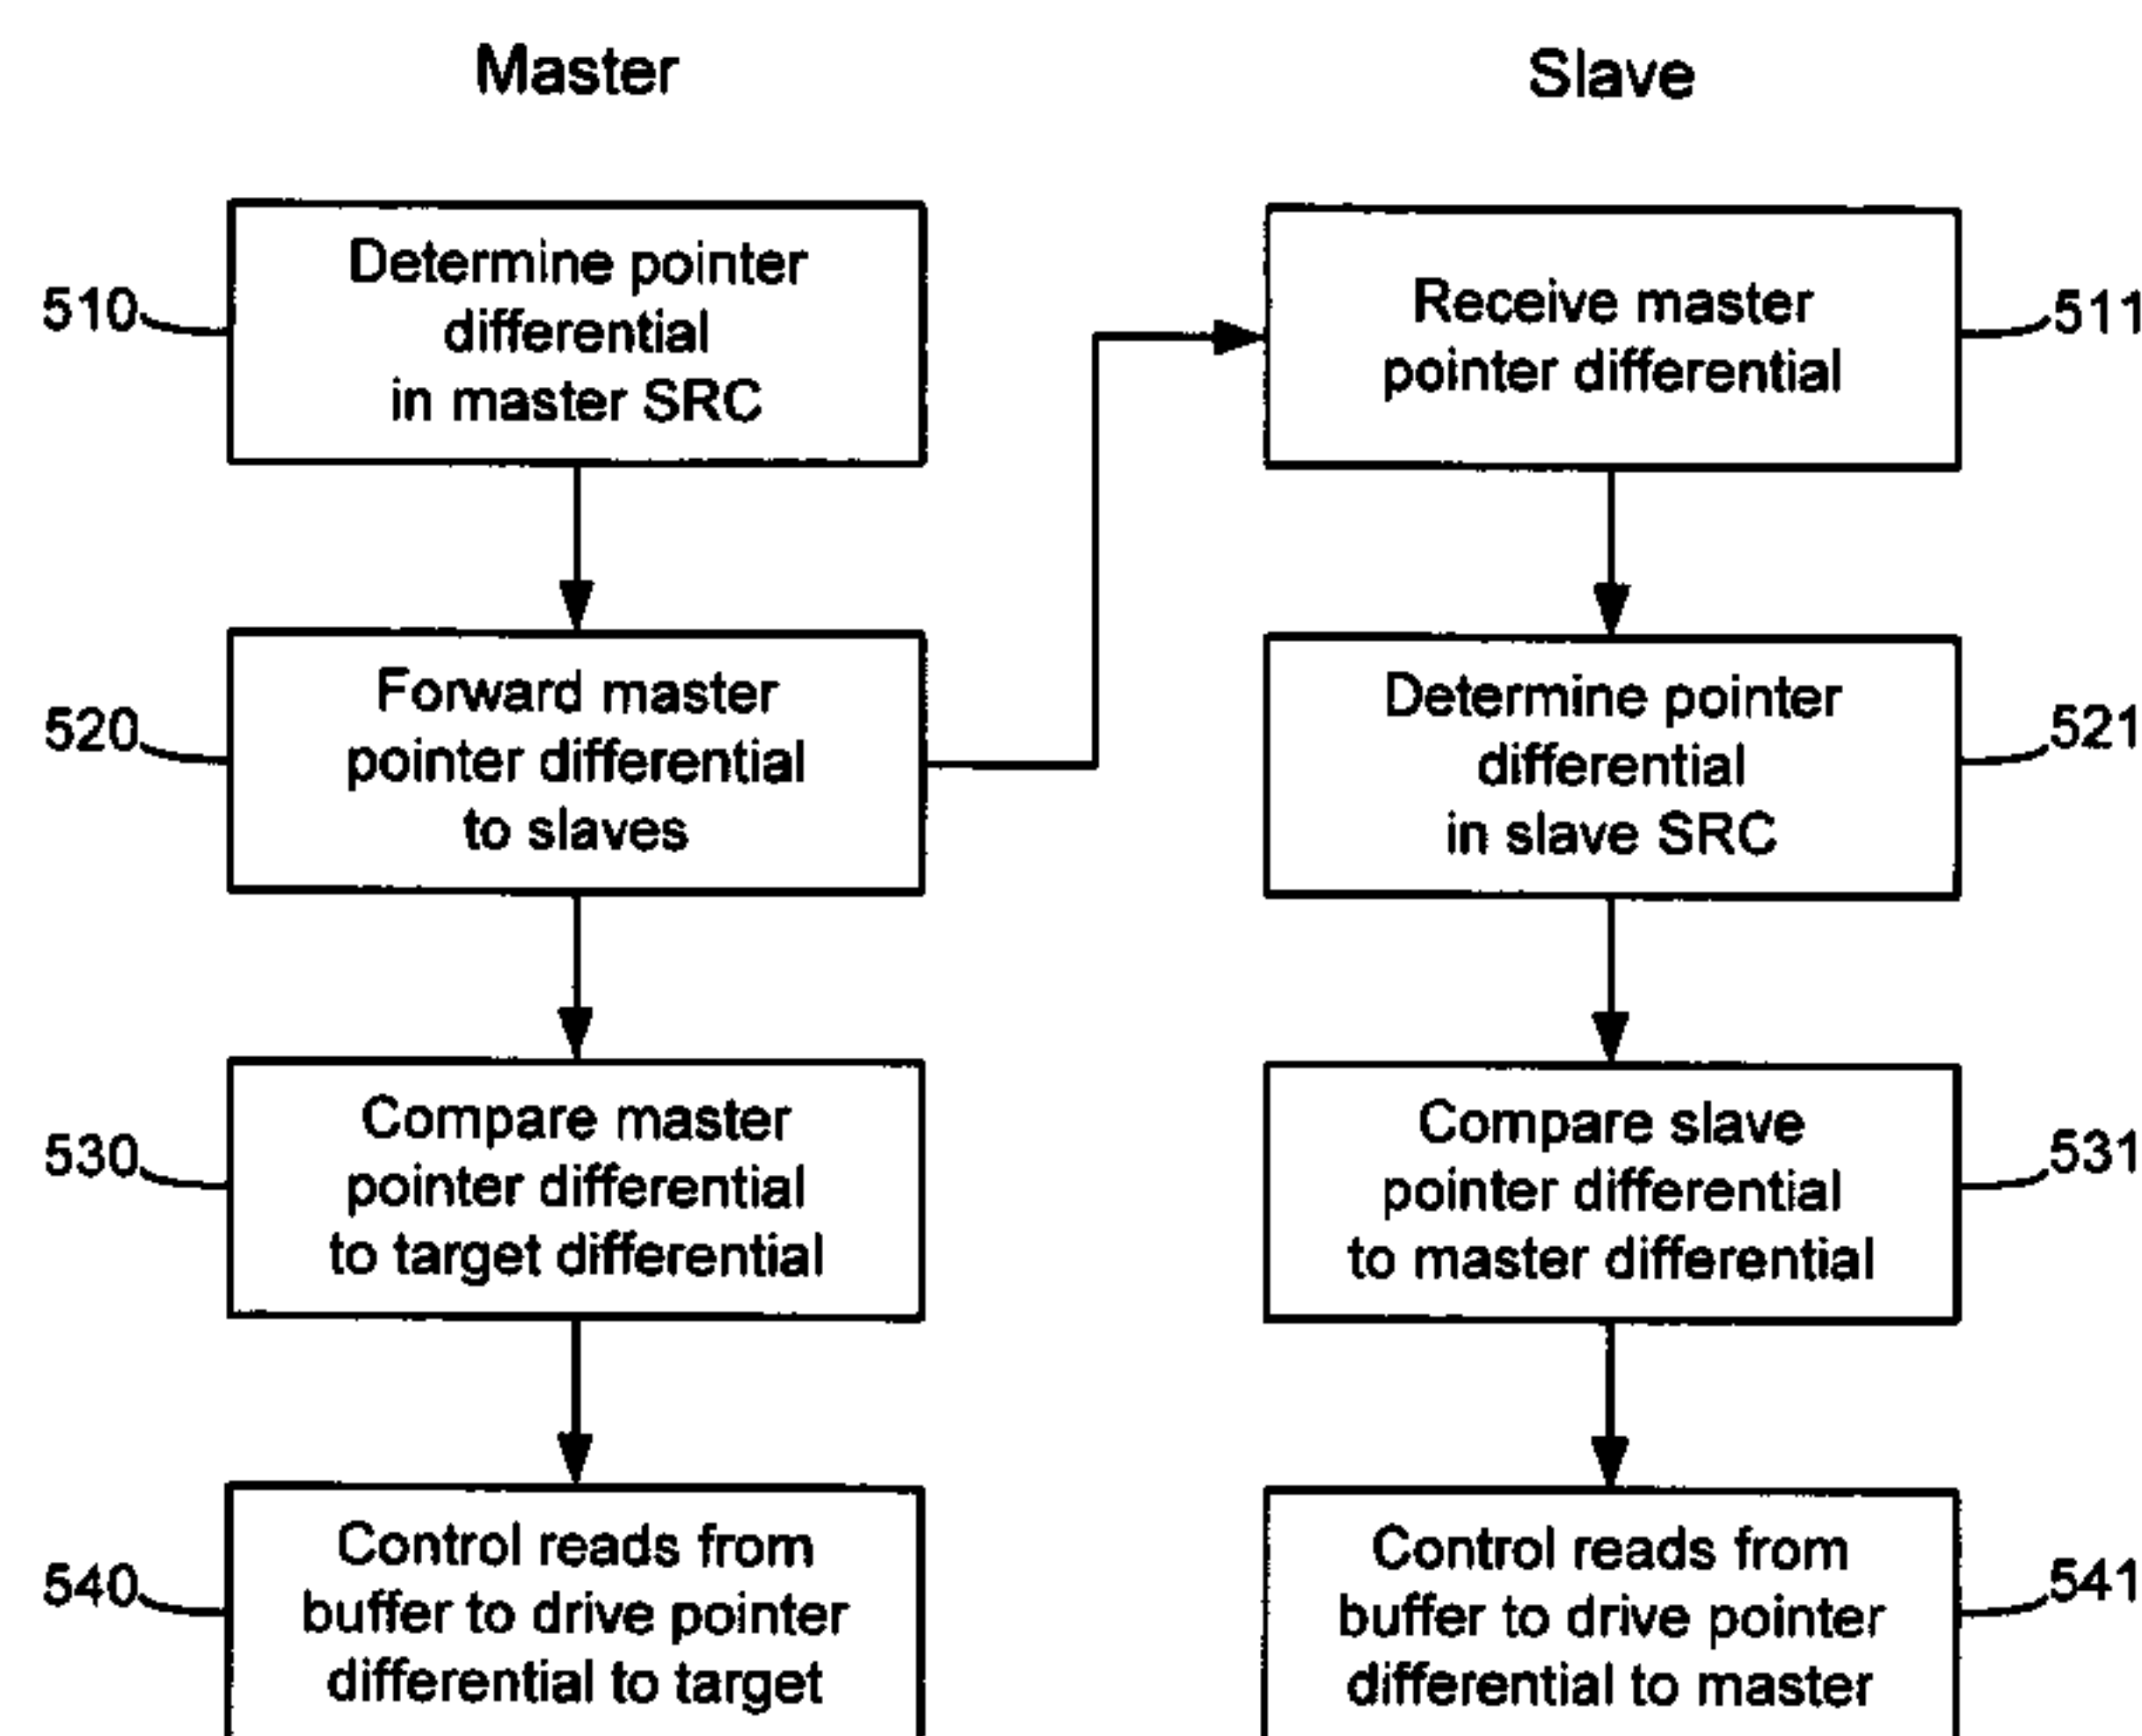 Master
Slave
510
Determine pointer
differential
in master SRC
Receive master
pointer differential
511
520
Forward master
pointer differential
to slaves
Determine pointer
differential
in slave SRC
521
530
Compare master
pointer differential
to target differential
Compare slave
pointer differential
to master differential
531
540
Control reads from
buffer to drive pointer
differential to target
Control reads from
buffer to drive pointer
differential to master
541